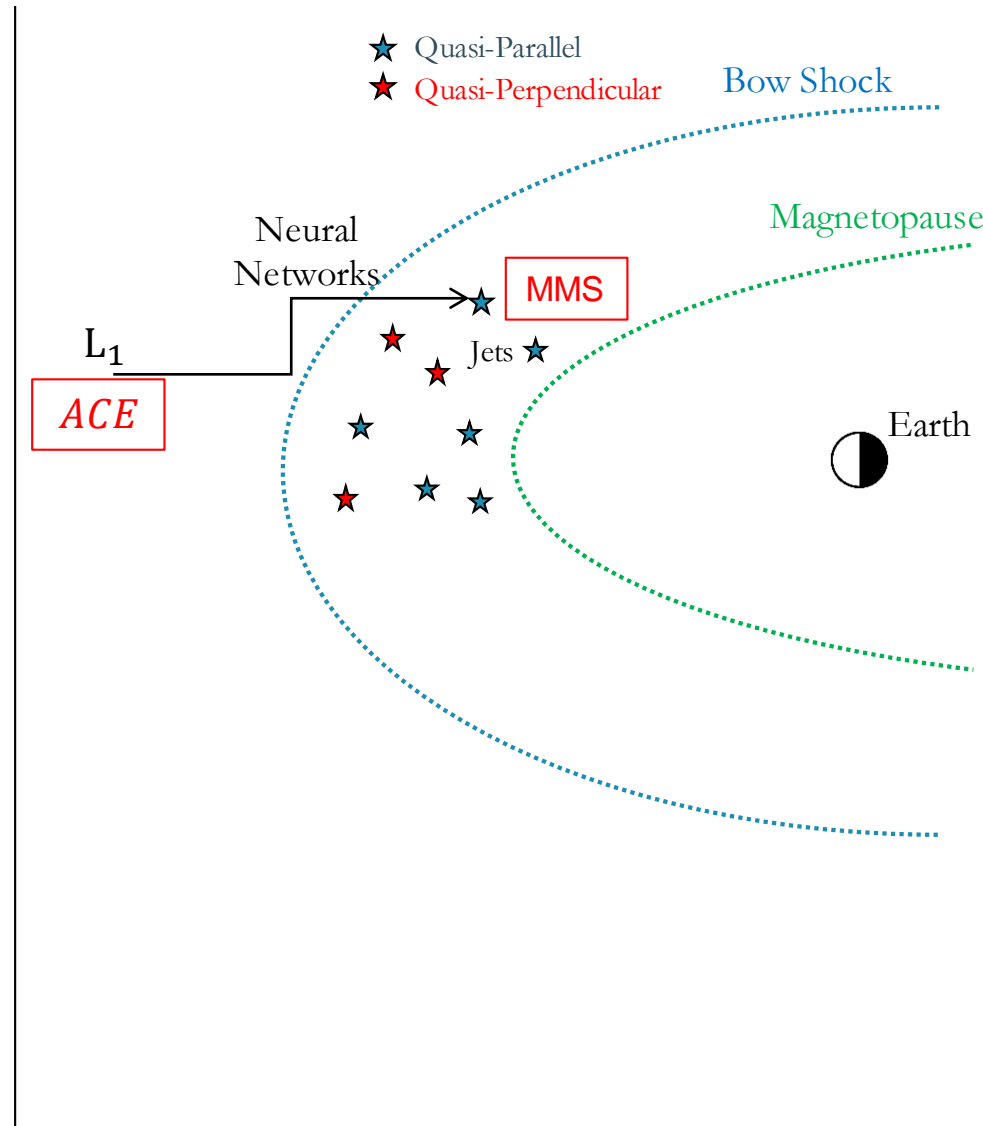 Quasi-Parallel
Quasi-Perpendicular
Bow Shock
Magnetopause
Neural
Networks
MMS
Jets
L₁
ACE
Earth